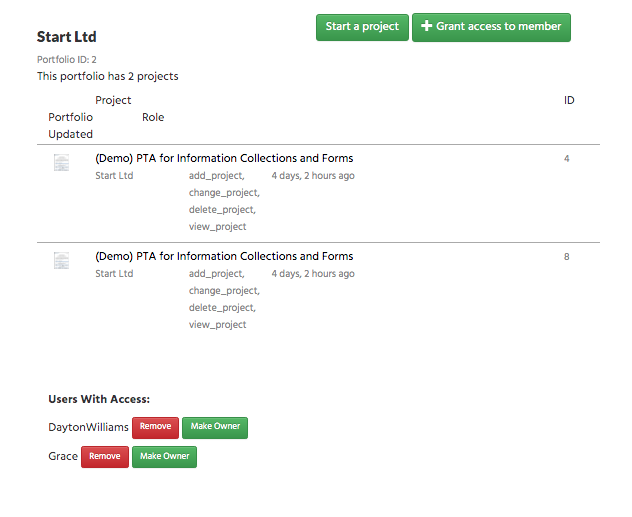 Start Ltd
Start a project
Grant access to member
Portfolio ID: 2
This portfolio has 2 projects
Project ID
Portfolio Role
Updated
(Demo) PTA for Information Collections and Forms 4
Start Ltd add_project, 4 days, 2 hours ago
change_project,
delete_project,
view_project
(Demo) PTA for Information Collections and Forms 8
Start Ltd add_project, 4 days, 2 hours ago
change_project,
delete_project,
view_project
Users With Access:
DaytonWilliams Remove Make Owner
Grace Remove Make Owner